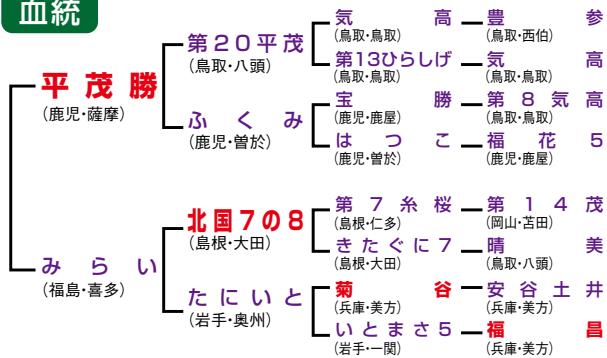 血統
平茂勝
(鹿児・薩摩)
第20平茂
(鳥取・八頭)
気高
(鳥取・鳥取)
豊参
(鳥取・西伯)
第13ひらしげ
(鳥取・鳥取)
気高
(鳥取・鳥取)
ふくみ
(鹿児・曽於)
宝勝
(鹿児・鹿屋)
第8気高
(鳥取・鳥取)
はつこ
(鹿児・曽於)
福花5
(鹿児・鹿屋)
みらい
(福島・喜多)
北国7の8
(島根・大田)
第7糸桜
(島根・仁多)
第14茂
(岡山・苫田)
きたぐに7
(島根・大田)
晴美
(鳥取・八頭)
たにいと
(岩手・奥州)
菊谷
(兵庫・美方)
安谷土井
(兵庫・美方)
いとまさ5
(岩手・一関)
福昌
(兵庫・美方)